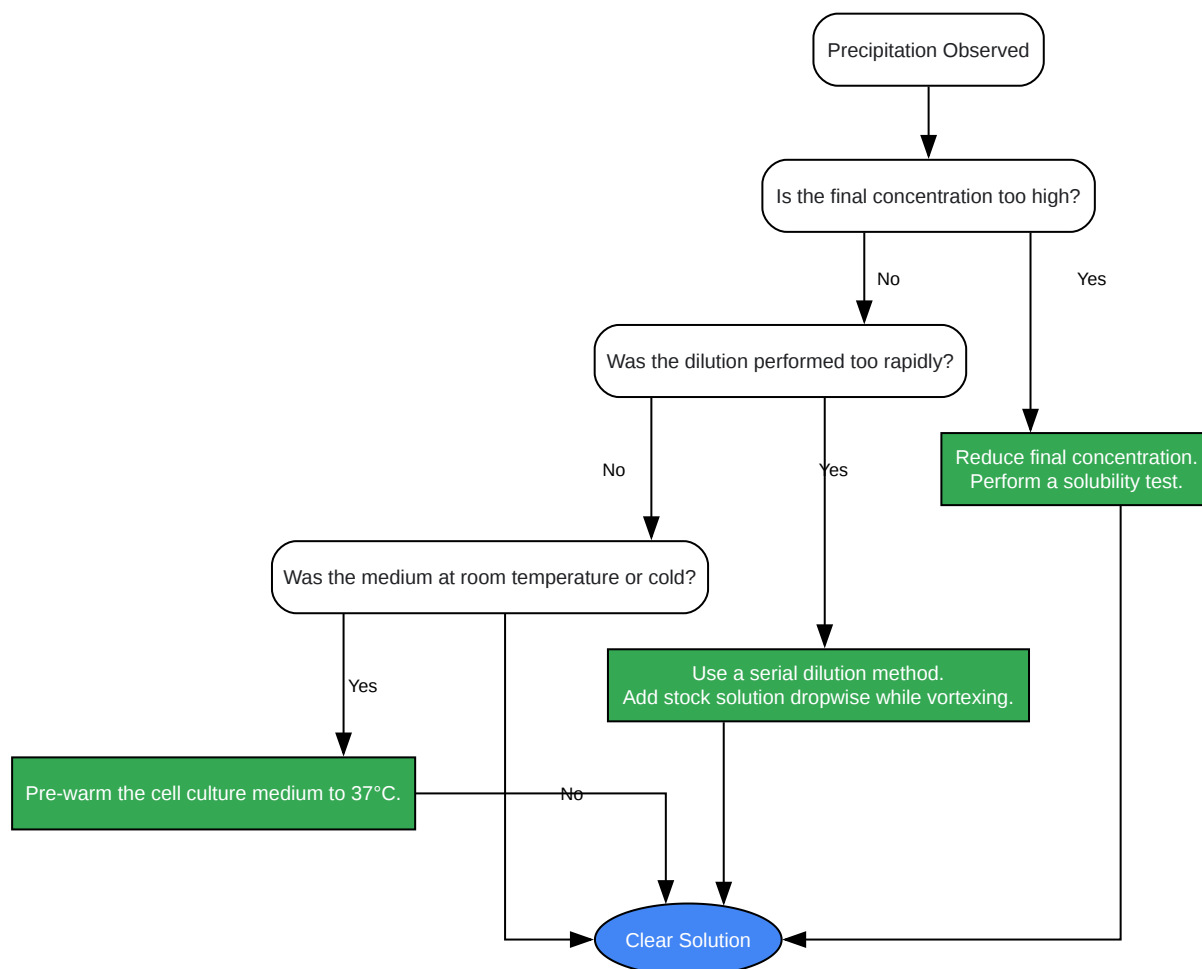 Precipitation Observed
Is the final concentration too high?
No
Yes
Was the dilution performed too rapidly?
Reduce final concentration.
Perform a solubility test.
No
Yes
Was the medium at room temperature or cold?
Use a serial dilution method.
Add stock solution dropwise while vortexing.
Yes
Pre-warm the cell culture medium to 37°C.
No
Clear Solution